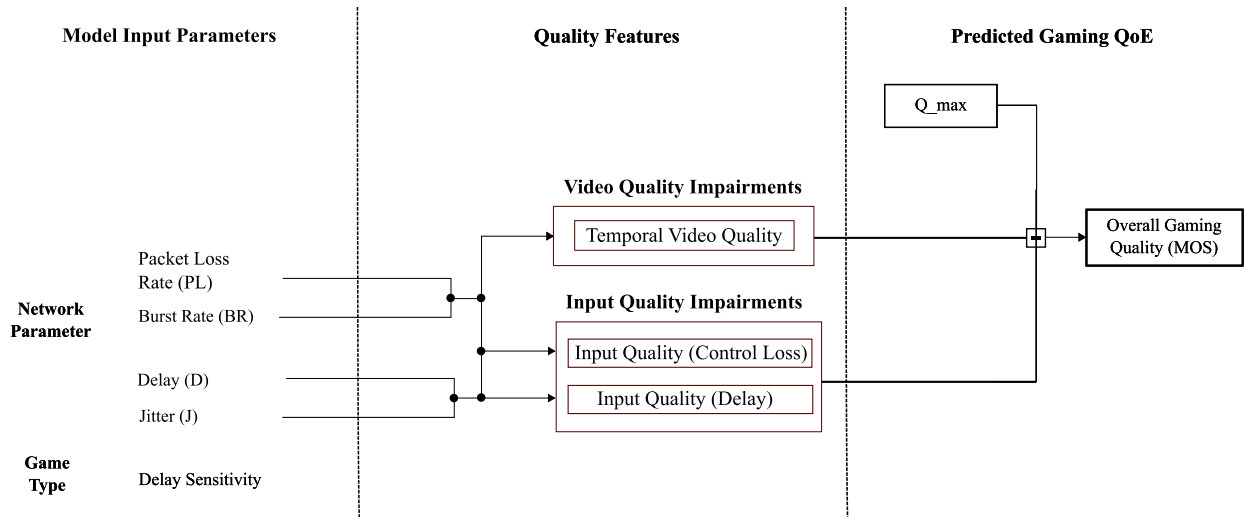 Model Input Parameters
Quality Features
Predicted Gaming QoE
Q_max
Video Quality Impairments
Temporal Video Quality
Overall Gaming
Quality (MOS)
Packet Loss
Rate (PL)
Network
Parameter
Burst Rate (BR)
Input Quality Impairments
Input Quality (Control Loss)
Input Quality (Delay)
Delay (D)
Jitter (J)
Game
Type
Delay Sensitivity